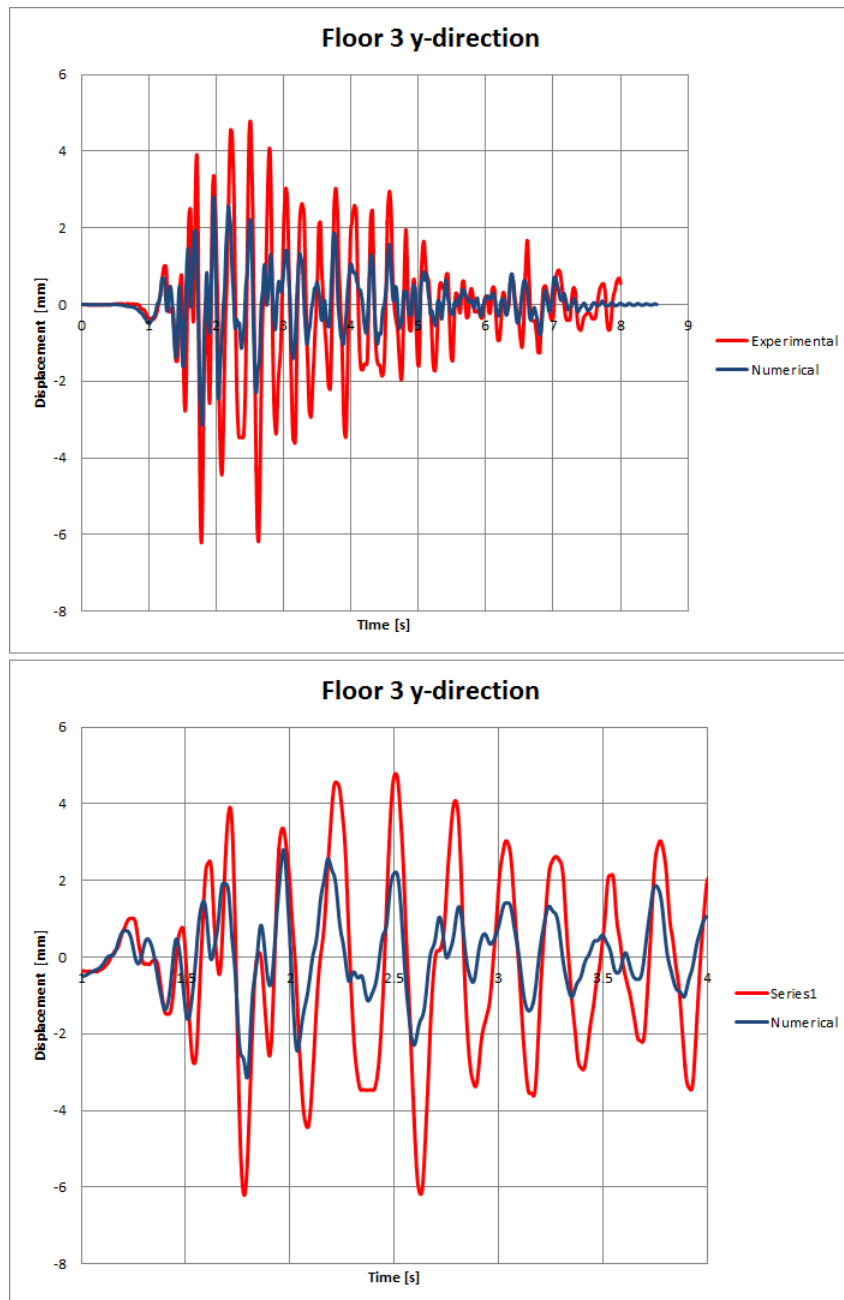 Floor 3 y-direction
6
4
2
0
-2
-4
-6
-8
0 1 2 3 4 5 6 7 8 9
Displacement [mm]
TIme [s]
Experimental
Numerical
Floor 3 y-direction
6
4
2
0
-2
-4
-6
-8
1 1.5 2 2.5 3 3.5 4
Displacement [mm]
Time [s]
Series1
Numerical